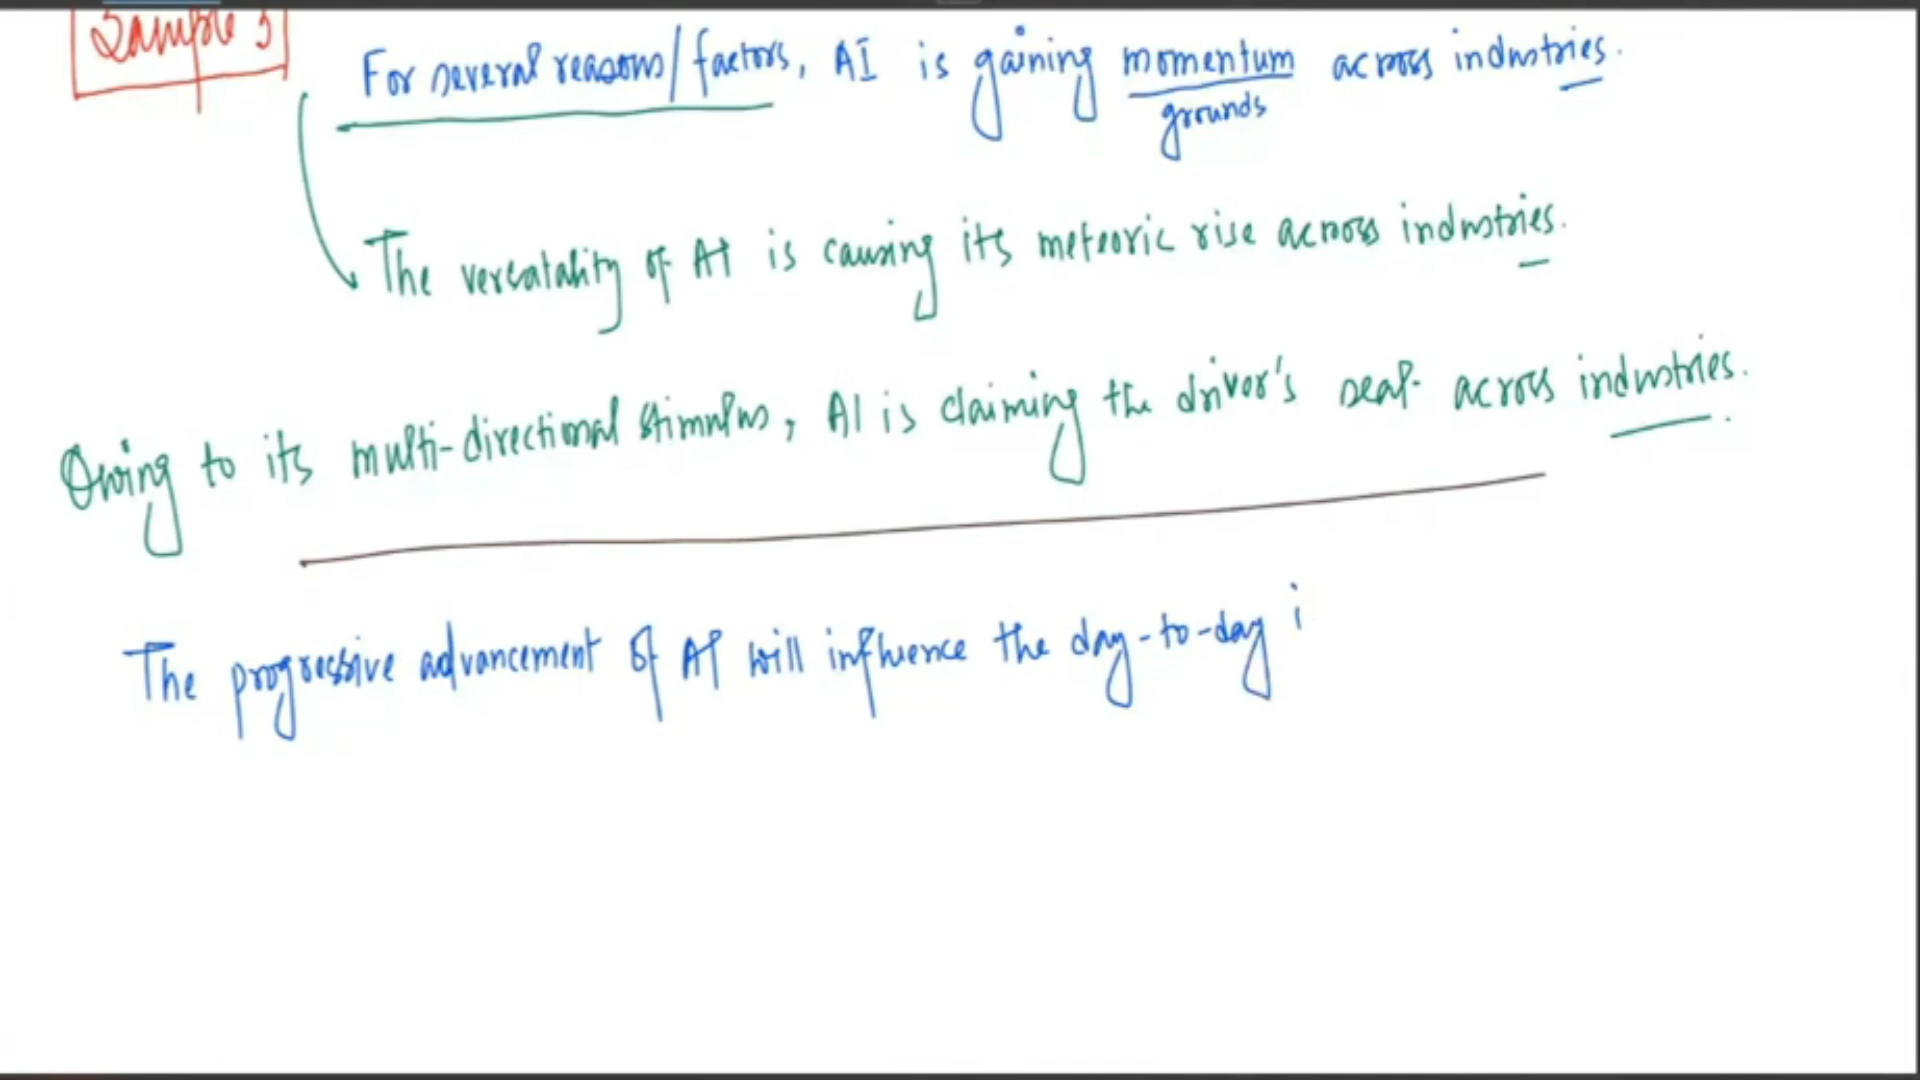 Sample 3
For several reasons/factors, AI is gaining momentum across industries.
grounds
The versatality of AI is causing its meteoric rise across industries.
Owing to its multi-directional stimulus, AI is claiming the driver's seat across industries.
The progressive advancement of AI will influence the day-to-day i